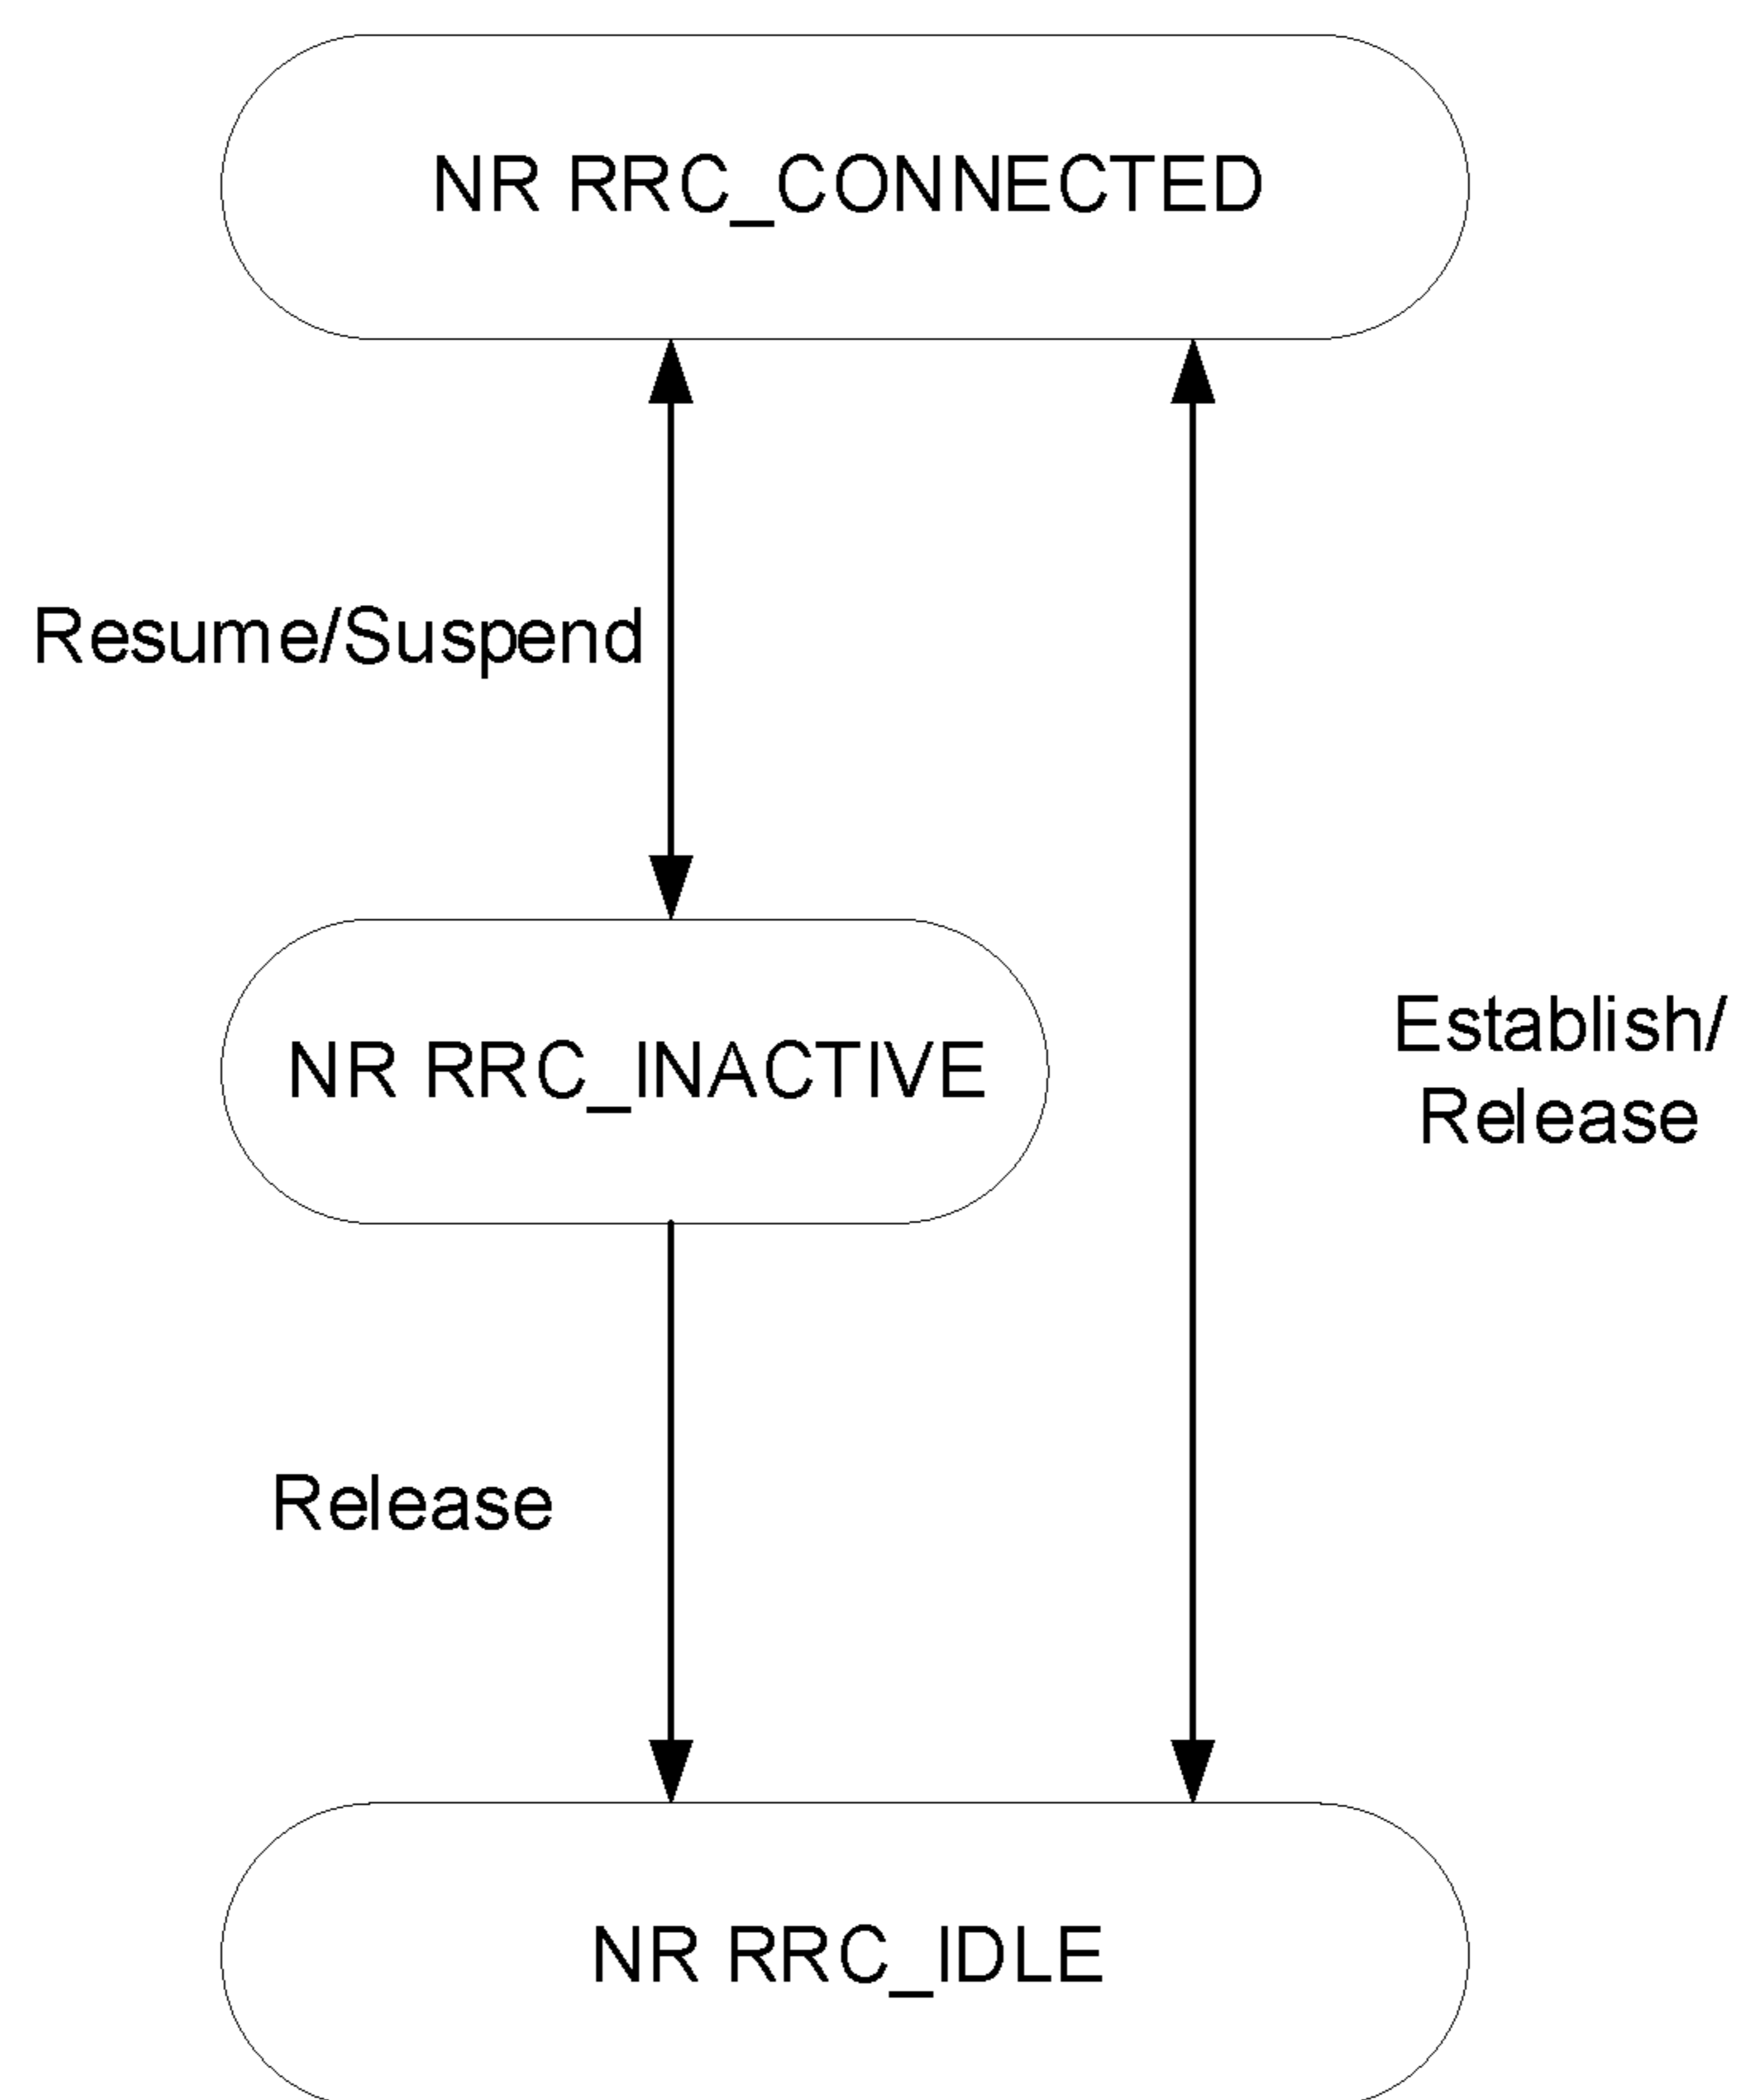 NR RRC_CONNECTED
Resume/Suspend
NR RRC_INACTIVE
Establish/
Release
Release
NR RRC_IDLE